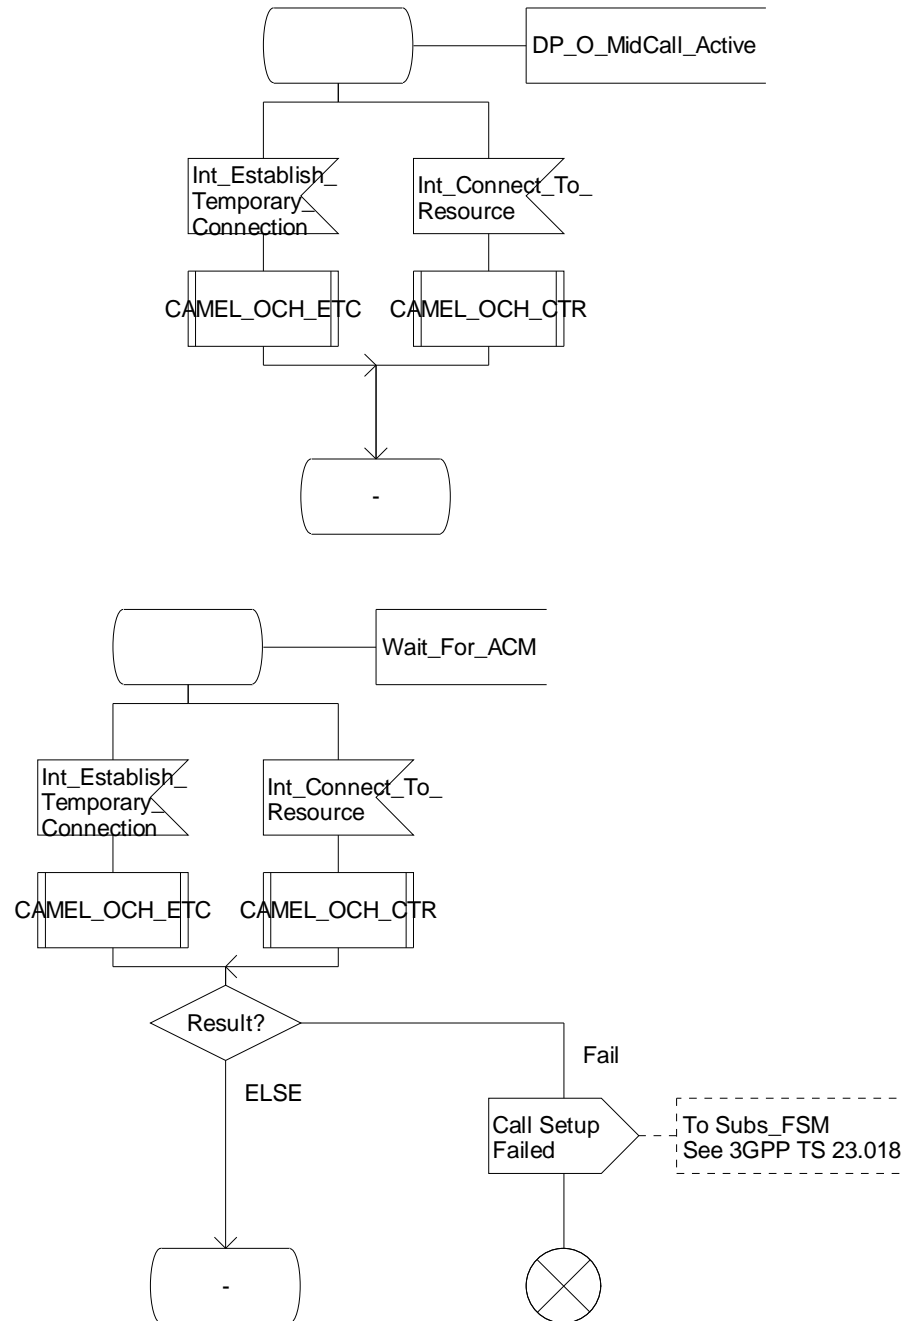 DP_O_MidCall_Active
Int_Establish_
Temporary_
Connection
Int_Connect_To_
Resource
CAMEL_OCH_ETC
CAMEL_OCH_CTR
-
Wait_For_ACM
Int_Establish_
Temporary_
Connection
Int_Connect_To_
Resource
CAMEL_OCH_ETC
CAMEL_OCH_CTR
Result?
Fail
ELSE
Call Setup
Failed
To Subs_FSM
See 3GPP TS 23.018
-